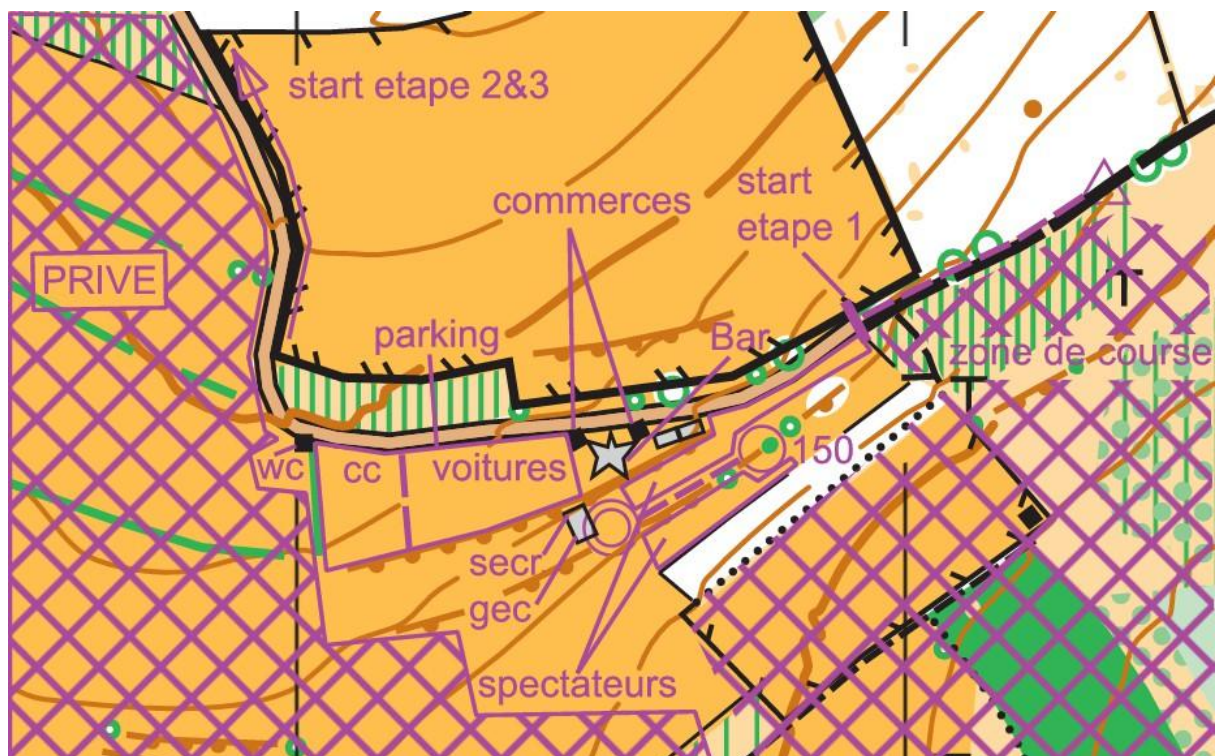 start etape 2&3
commerces
start
etape 1
PRIVE
parking
Bar
zone de course
wc
cc
voitures
150
secr
gec
spectateurs